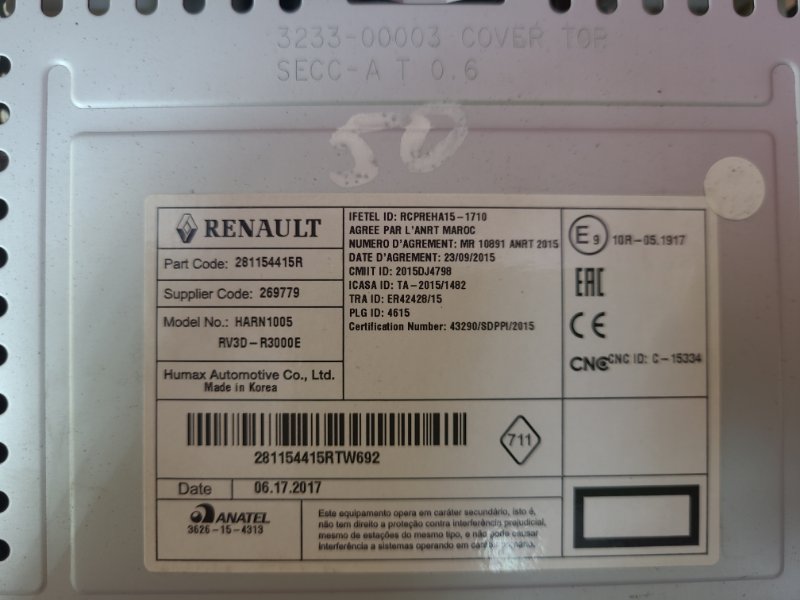 3233-00003 COVER TOP
SECC-A T 0.6
50
RENAULT
Part Code: 281154415R
Supplier Code: 269779
Model No.: HARN1005
RV3D-R3000E
Humax Automotive Co., Ltd.
Made in Korea
IFETEL ID: RCPREHA15-1710
AGREE PAR L'ANRT MAROC
NUMERO D'AGREMENT: MR 10891 ANRT 2015
DATE D'AGREMENT: 23/09/2015
CMIIT ID: 2015DJ4798
ICASA ID: TA-2015/1482
TRA ID: ER42428/15
PLG ID: 4615
Certification Number: 43290/SDPPI/2015
E9 10R-05.1917
EAC
CE
CNC CNC ID: C-15334
281154415RTW692
711
Date 06.17.2017
ANATEL
3626-15-4313
Este equipamento opera em caráter secundário, isto é,
não tem direito a proteção contra interferência prejudicial,
mesmo de estações do mesmo tipo, e não pode causar
interferência a sistemas operando em caráter primário.